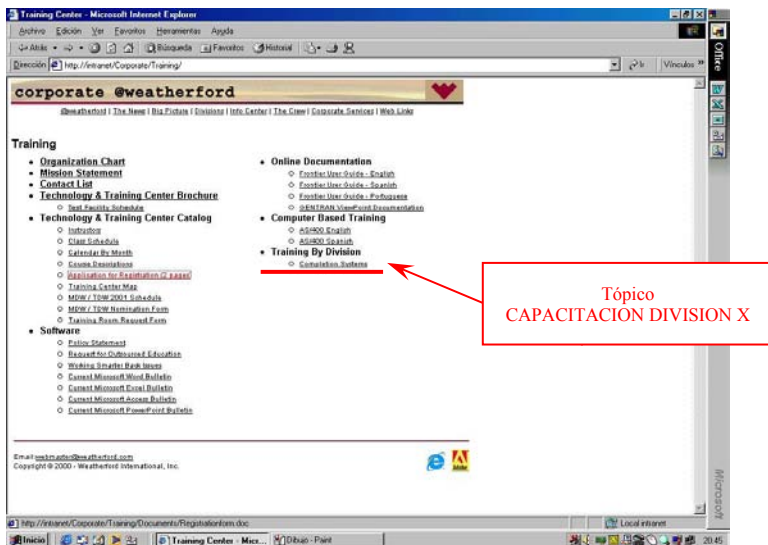 Training Center - Microsoft Internet Explorer
Archivo Edición Ver Favoritos Herramientas Ayuda
Atrás Búsqueda Favoritos Historial
Dirección http://intranet/Corporate/Training/ Ir Vínculos »
Office
corporate @weatherford
@weatherford | The News | Big Picture | Divisions | Info Center | The Crew | Corporate Services | Web Links
Training
Organization Chart
Mission Statement
Contact List
Technology & Training Center Brochure
Test Facility Schedule
Technology & Training Center Catalog
Instructors
Class Schedule
Calendar By Month
Course Descriptions
Application for Registration (2 pages)
Training Center Map
MDW / TDW 2001 Schedule
MDW / TDW Nomination Form
Training Room Request Form
Software
Policy Statement
Request for Outsourced Education
Working Smarter Back Issues
Current Microsoft Word Bulletin
Current Microsoft Excel Bulletin
Current Microsoft Access Bulletin
Current Microsoft PowerPoint Bulletin
Online Documentation
Frontier User Guide - English
Frontier User Guide - Spanish
Frontier User Guide - Portuguese
GENTRAN ViewPoint Documentation
Computer Based Training
AS/400 English
AS/400 Spanish
Training By Division
Completion Systems
Tópico
CAPACITACION DIVISION X
Email webmaster@weatherford.com
Copyright © 2000 - Weatherford International, Inc.
Adobe
Microsoft
http://intranet/Corporate/Training/Documents/Registrationform.doc
Local intranet
Inicio Training Center - Micr... Dibujo - Paint 20:45